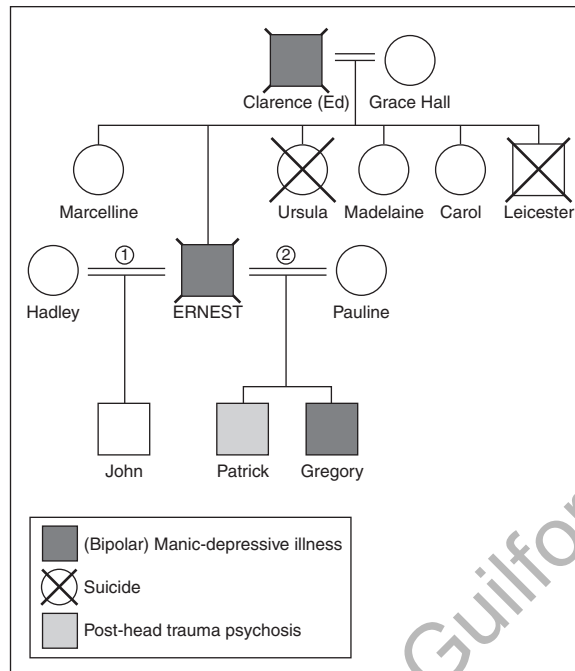 Clarence (Ed) Grace Hall
Marcelline Ursula Madelaine Carol Leicester
① ②
Hadley ERNEST Pauline
John Patrick Gregory
(Bipolar) Manic-depressive illness
Suicide
Post-head trauma psychosis